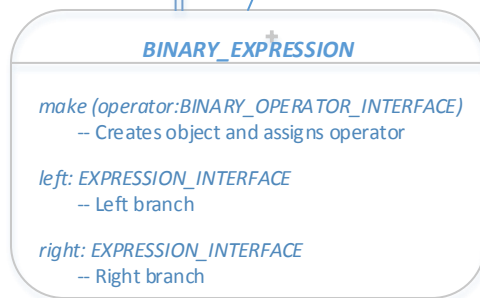 BINARY_EXPRESSION
make (operator:BINARY_OPERATOR_INTERFACE)
-- Creates object and assigns operator
left: EXPRESSION_INTERFACE
-- Left branch
right: EXPRESSION_INTERFACE
-- Right branch